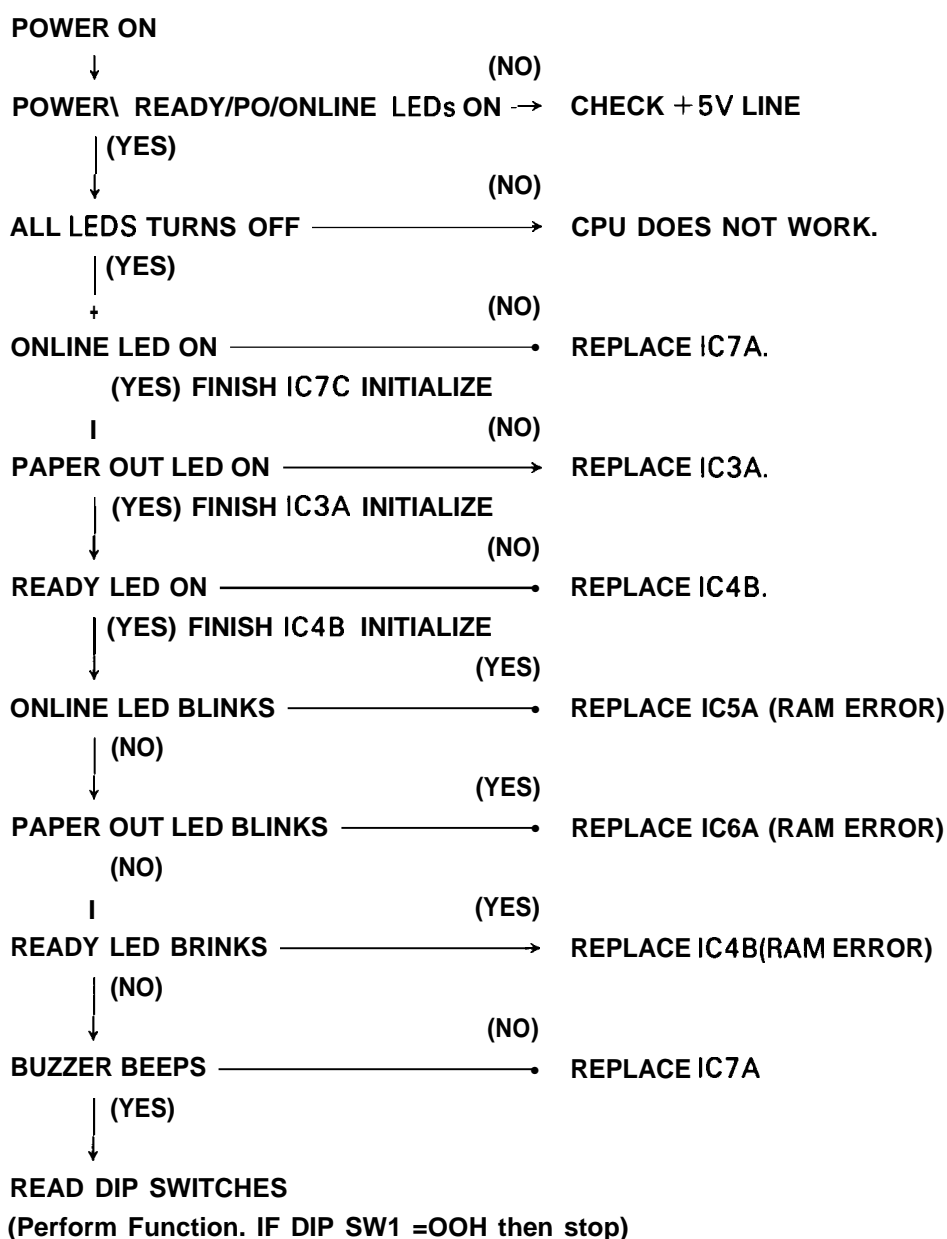 POWER ON
(NO)
POWER\ READY/PO/ONLINE LEDs ON → CHECK +5V LINE
(YES)
(NO)
ALL LEDS TURNS OFF → CPU DOES NOT WORK.
(YES)
(NO)
ONLINE LED ON REPLACE IC7A.
(YES) FINISH IC7C INITIALIZE
(NO)
PAPER OUT LED ON → REPLACE IC3A.
(YES) FINISH IC3A INITIALIZE
(NO)
READY LED ON REPLACE IC4B.
(YES) FINISH IC4B INITIALIZE
(YES)
ONLINE LED BLINKS REPLACE IC5A (RAM ERROR)
(NO)
(YES)
PAPER OUT LED BLINKS REPLACE IC6A (RAM ERROR)
(NO)
(YES)
READY LED BRINKS → REPLACE IC4B(RAM ERROR)
(NO)
(NO)
BUZZER BEEPS REPLACE IC7A
(YES)
READ DIP SWITCHES
(Perform Function. IF DIP SW1 =OOH then stop)